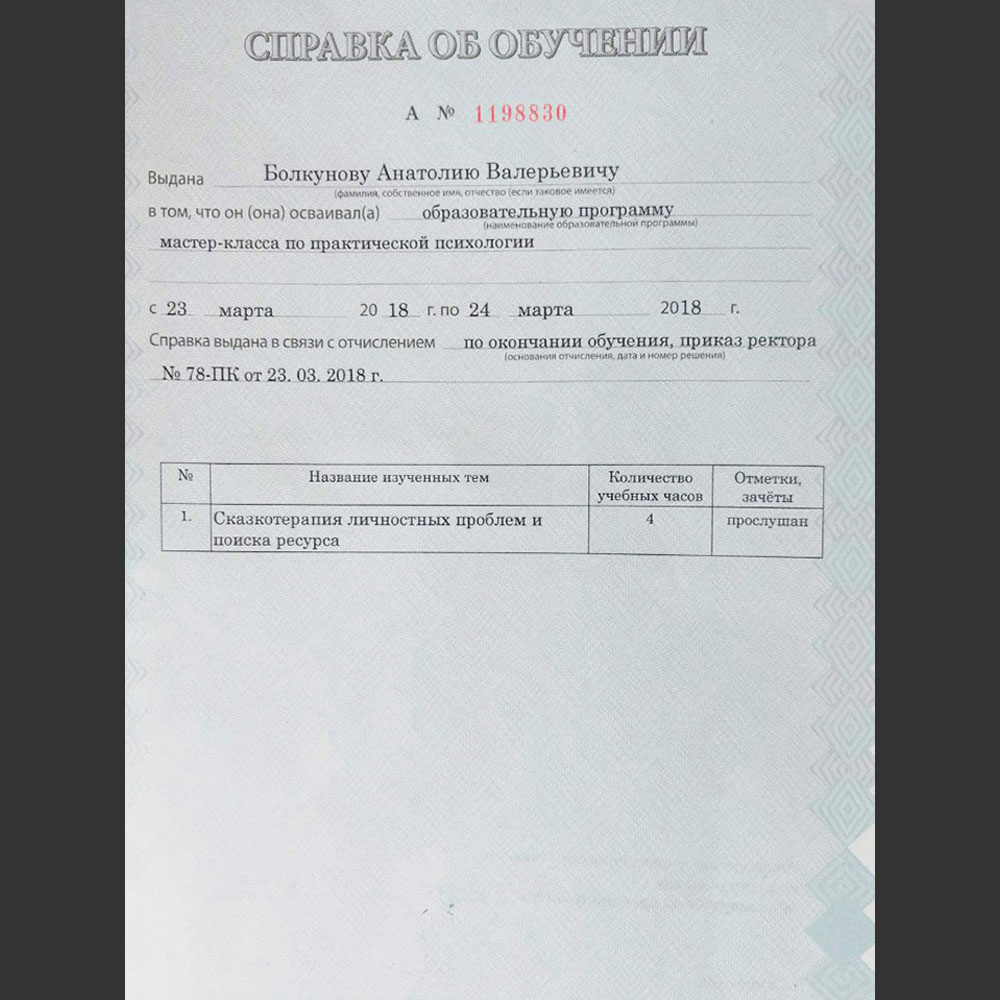 СПРАВКА ОБ ОБУЧЕНИИ
А № 1198830
Выдана Болкунову Анатолию Валерьевичу
(фамилия, собственное имя, отчество (если таковое имеется)
в том, что он (она) осваивал(а) образовательную программу
(наименование образовательной программы)
мастер-класса по практической психологии
с 23 марта 20 18 г. по 24 марта 2018 г.
Справка выдана в связи с отчислением по окончании обучения, приказ ректора
(основания отчисления, дата и номер решения)
№ 78-ПК от 23. 03. 2018 г.
№ Название изученных тем Количество учебных часов Отметки, зачёты
1. Сказкотерапия личностных проблем и 4 прослушан
поиска ресурса